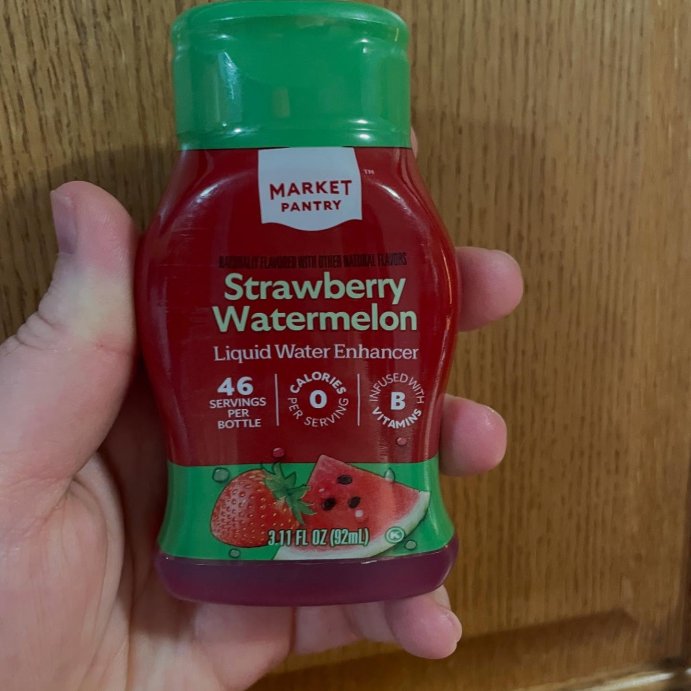 MARKET
PANTRY
TM
NATURALLY FLAVORED WITH OTHER NATURAL FLAVORS
Strawberry
Watermelon
Liquid Water Enhancer
46
SERVINGS
PER
BOTTLE
CALORIES
0
PER SERVING
INFUSED WITH
B
VITAMINS
3.11 FL OZ (92mL)
K